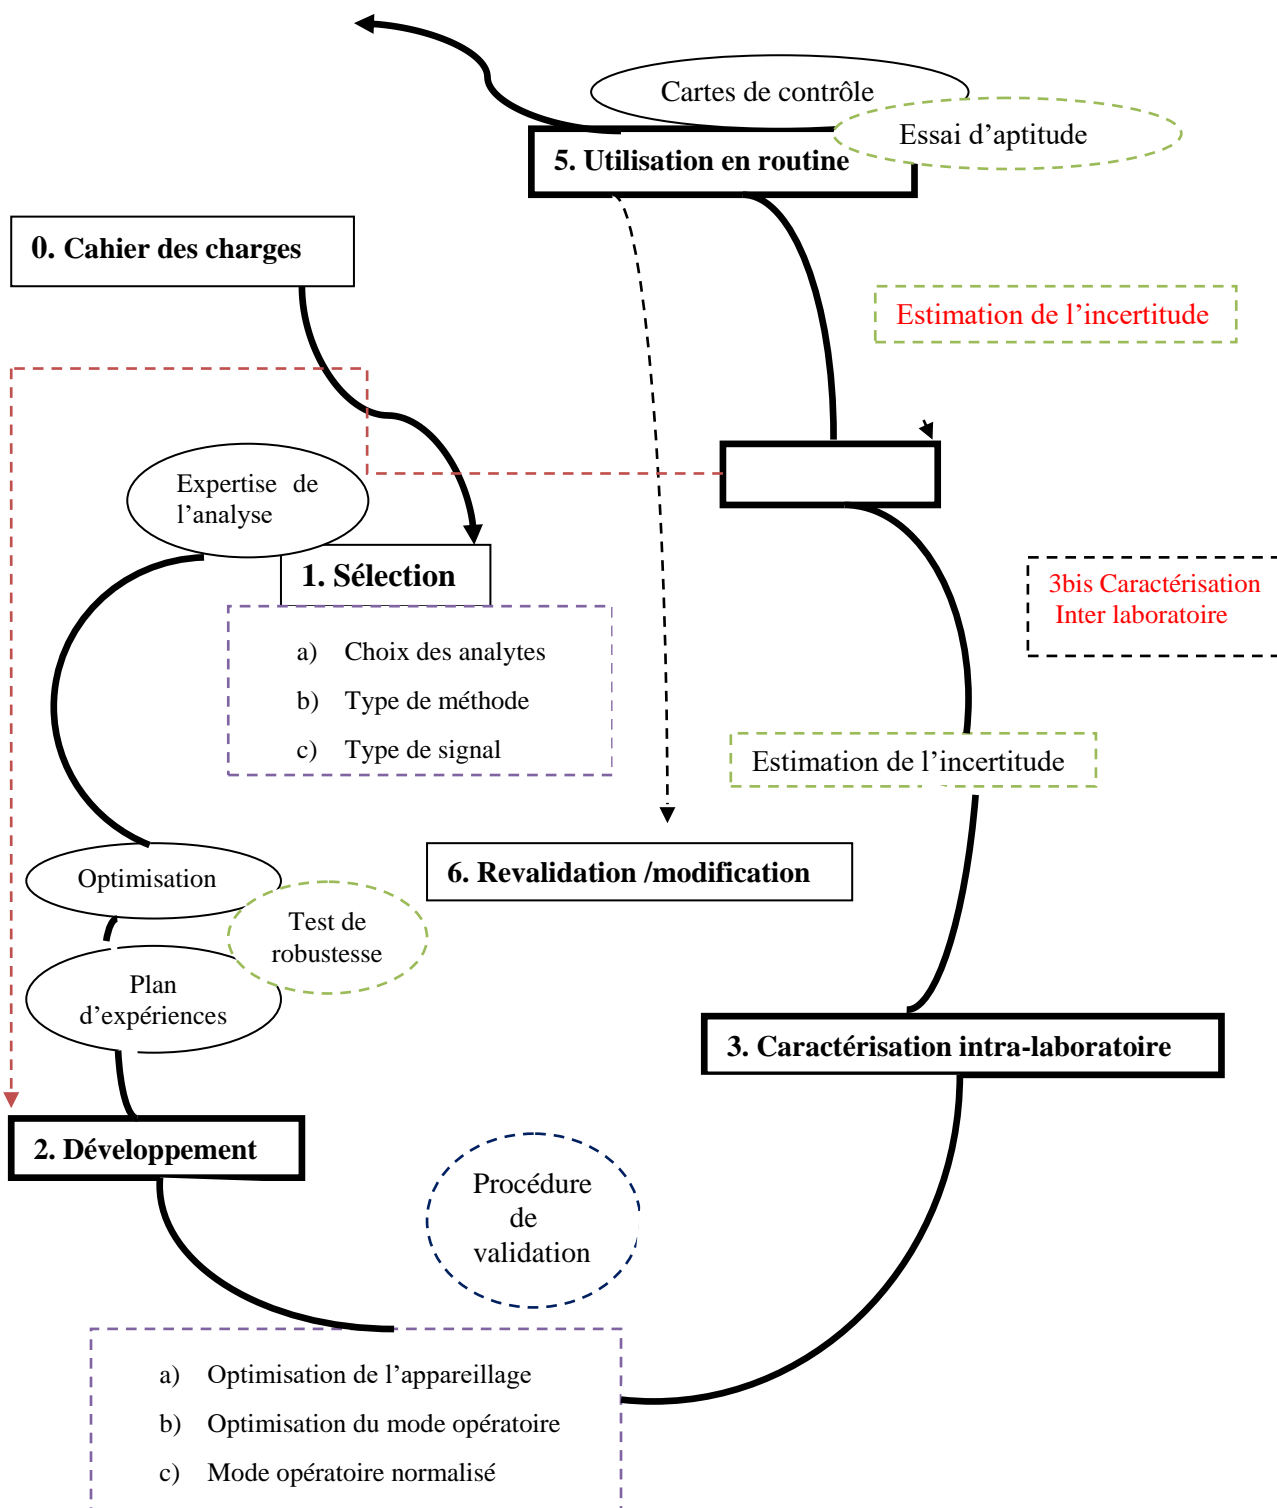 Cartes de contrôle
Essai d’aptitude
5. Utilisation en routine
0. Cahier des charges
Estimation de l’incertitude
Expertise de
l’analyse
1. Sélection
3bis Caractérisation
Inter laboratoire
a) Choix des analytes
b) Type de méthode
c) Type de signal
Estimation de l’incertitude
Optimisation
6. Revalidation /modification
Test de
robustesse
Plan
d’expériences
3. Caractérisation intra-laboratoire
2. Développement
Procédure
de
validation
a) Optimisation de l’appareillage
b) Optimisation du mode opératoire
c) Mode opératoire normalisé